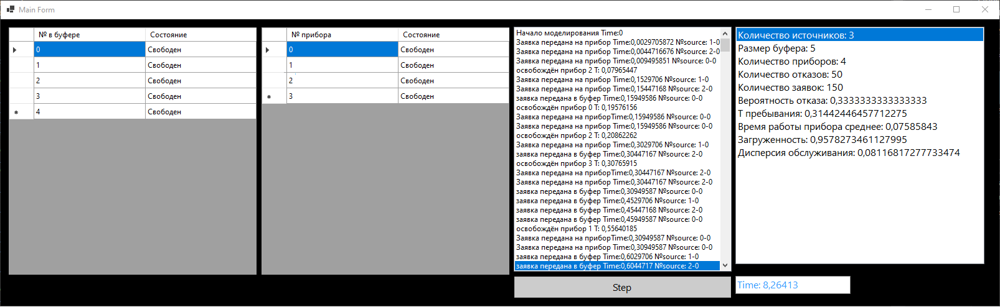 Main Form
№ в буфере Состояние
0 Свободен
1 Свободен
2 Свободен
3 Свободен
4 Свободен
№ прибора Состояние
0 Свободен
1 Свободен
2 Свободен
3 Свободен
Начало моделирования Time:0
Заявка передана на прибор Time:0,0029705872 №source: 1-0
Заявка передана на прибор Time:0,0044716676 №source: 2-0
Заявка передана на прибор Time:0,009495851 №source: 0-0
освобождён прибор 2 T: 0,07965447
Заявка передана на прибор Time:0,1529706 №source: 1-0
Заявка передана на прибор Time:0,15447168 №source: 2-0
заявка передана в буфер Time:0,15949586 №source: 0-0
освобождён прибор 0 T: 0,19576156
Заявка передана на приборTime:0,15949586 №source: 0-0
Заявка передана на прибор Time:0,15949586 №source: 0-0
освобождён прибор 2 T: 0,20862262
Заявка передана на прибор Time:0,3029706 №source: 1-0
заявка передана в буфер Time:0,30447167 №source: 2-0
освобождён прибор 3 T: 0,30765915
Заявка передана на приборTime:0,30447167 №source: 2-0
Заявка передана на прибор Time:0,30447167 №source: 2-0
заявка передана в буфер Time:0,30949587 №source: 0-0
заявка передана в буфер Time:0,4529706 №source: 1-0
заявка передана в буфер Time:0,45447168 №source: 2-0
заявка передана в буфер Time:0,45949587 №source: 0-0
освобождён прибор 1 T: 0,55640185
Заявка передана на приборTime:0,30949587 №source: 0-0
Заявка передана на прибор Time:0,30949587 №source: 0-0
заявка передана в буфер Time:0,6029706 №source: 1-0
заявка передана в буфер Time:0,6044717 №source: 2-0
Step
Количество источников: 3
Размер буфера: 5
Количество приборов: 4
Количество отказов: 50
Количество заявок: 150
Вероятность отказа: 0,3333333333333333
Т пребывания: 0,31442446457712275
Время работы прибора среднее: 0,07585843
Загруженность: 0,9578273461127995
Дисперсия обслуживания: 0,08116817277733474
Time: 8,26413